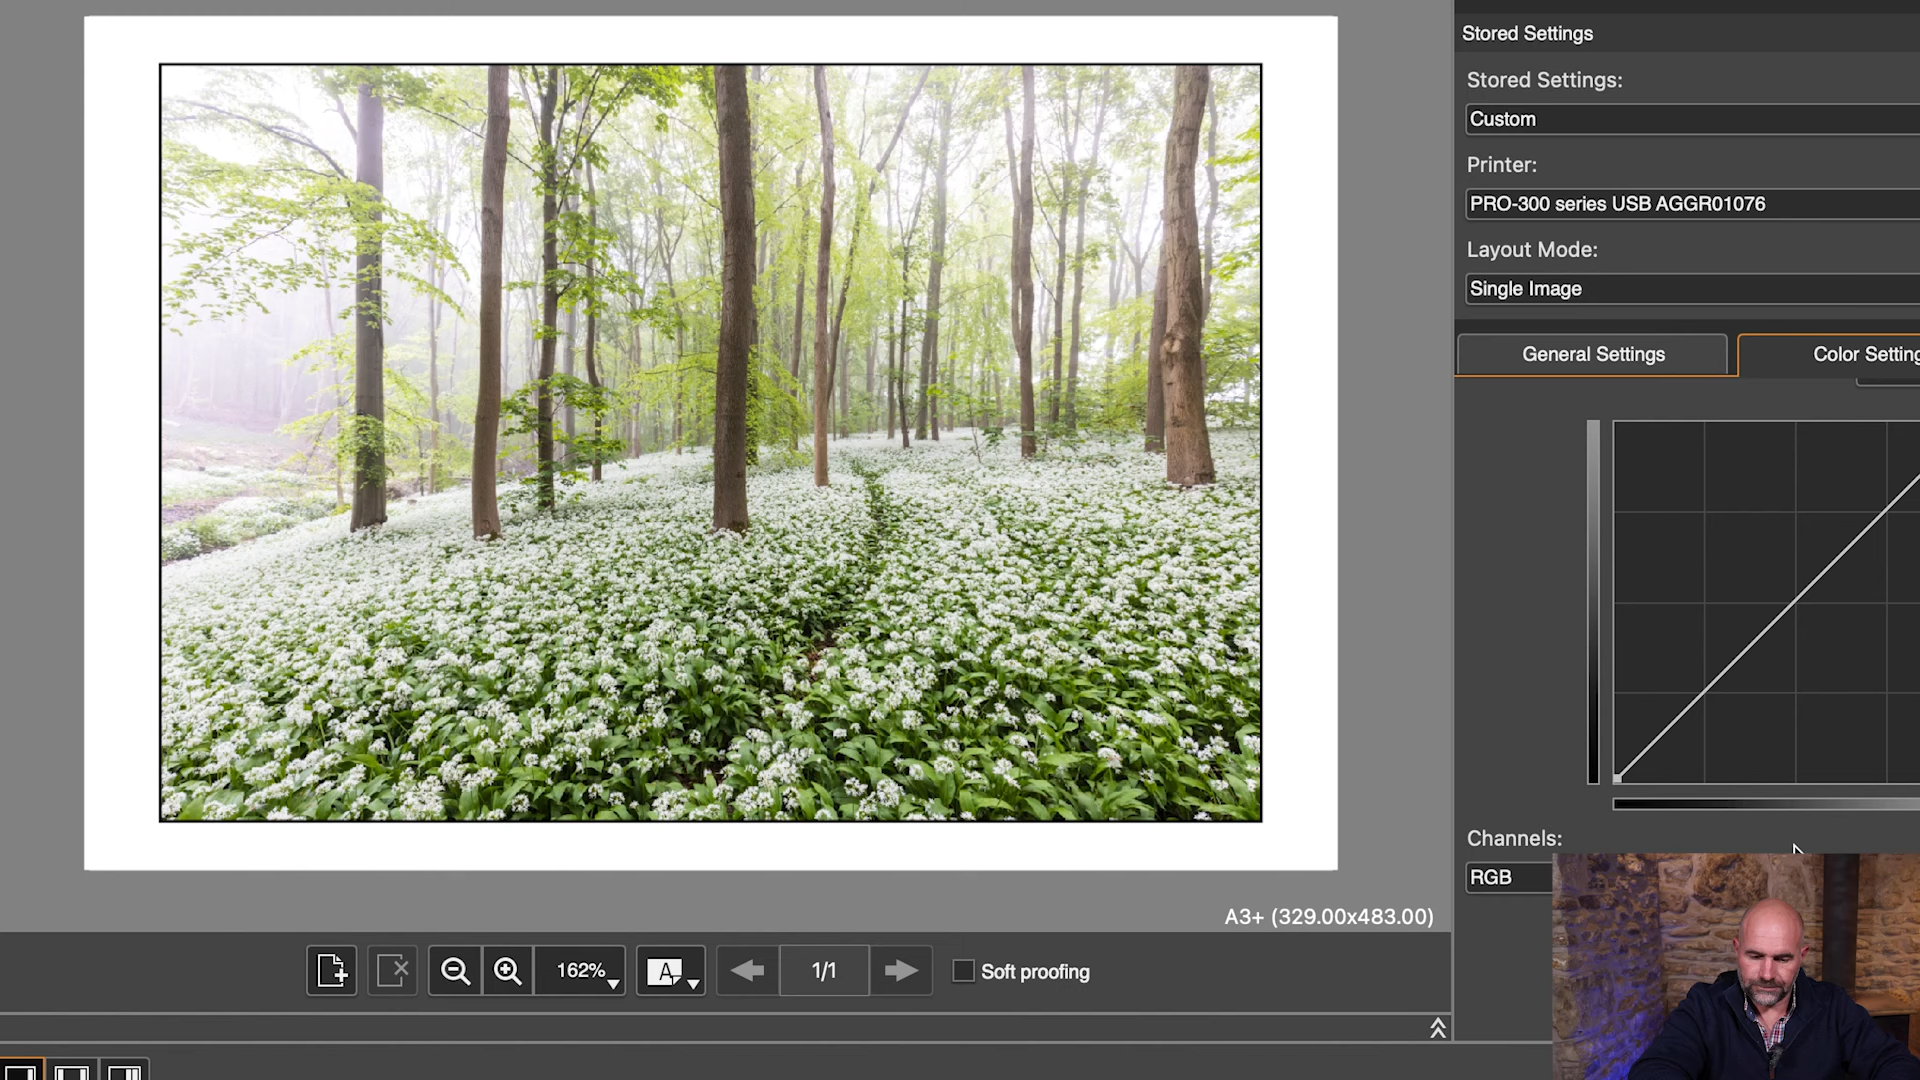 Stored Settings
Stored Settings:
Custom
Printer:
PRO-300 series USB AGGR01076
Layout Mode:
Single Image
General Settings
Color Setting
Channels:
RGB
A3+ (329.00x483.00)
162%
A
1/1
Soft proofing